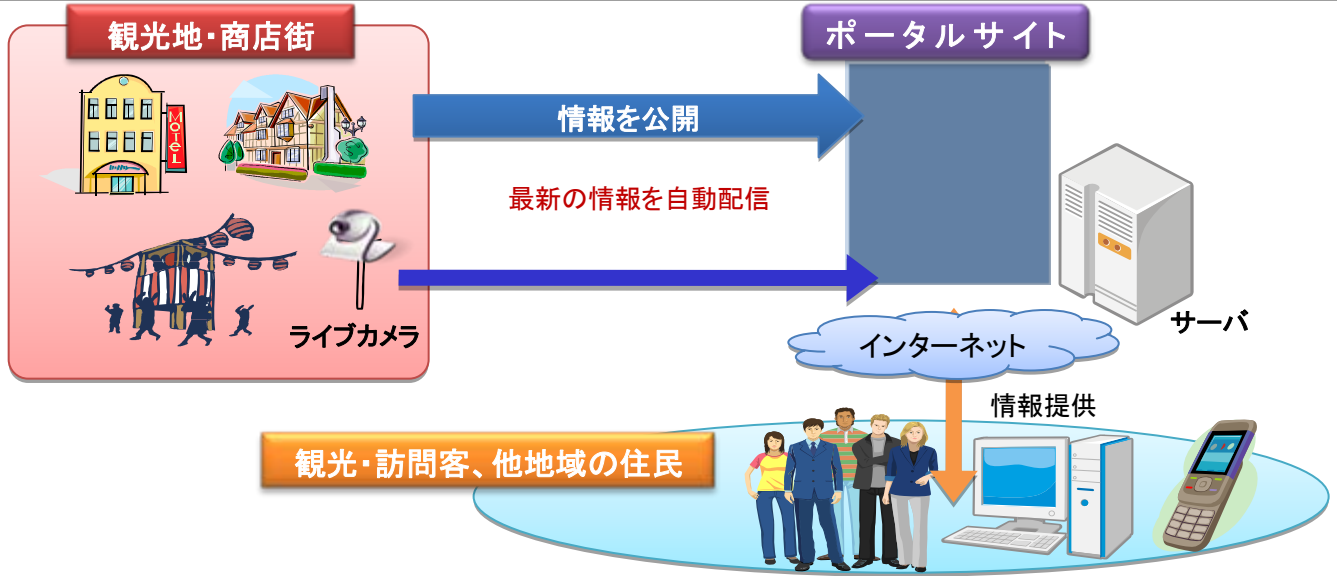 観光地・商店街
ポータルサイト
MOTEL
情報を公開
最新の情報を自動配信
ライブカメラ
サーバ
インターネット
情報提供
観光・訪問客、他地域の住民